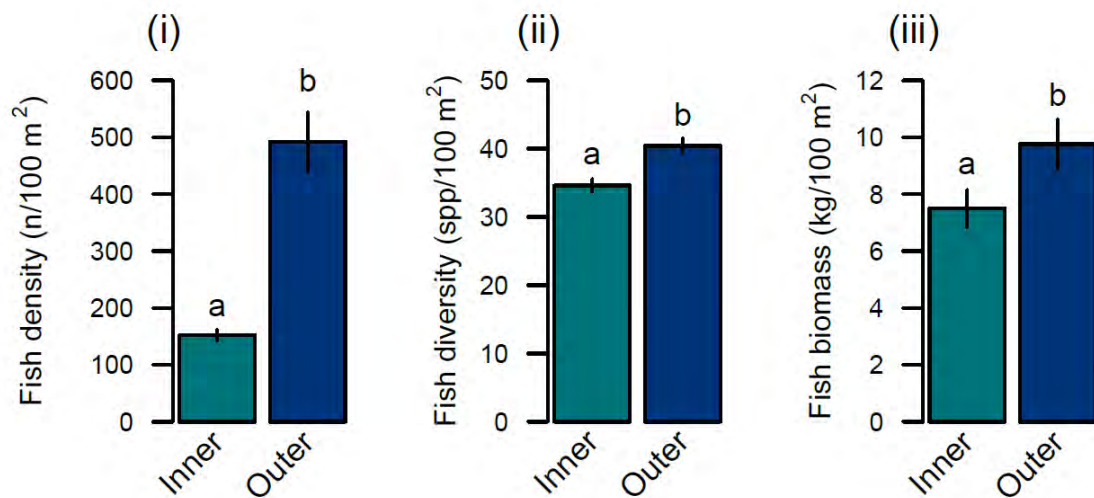 (i)
Fish density (n/100 m²)
600
500
400
300
200
100
0
a
b
Inner
Outer
(ii)
Fish diversity (spp/100 m²)
50
40
30
20
10
0
a
b
Inner
Outer
(iii)
Fish biomass (kg/100 m²)
12
10
8
6
4
2
0
a
b
Inner
Outer